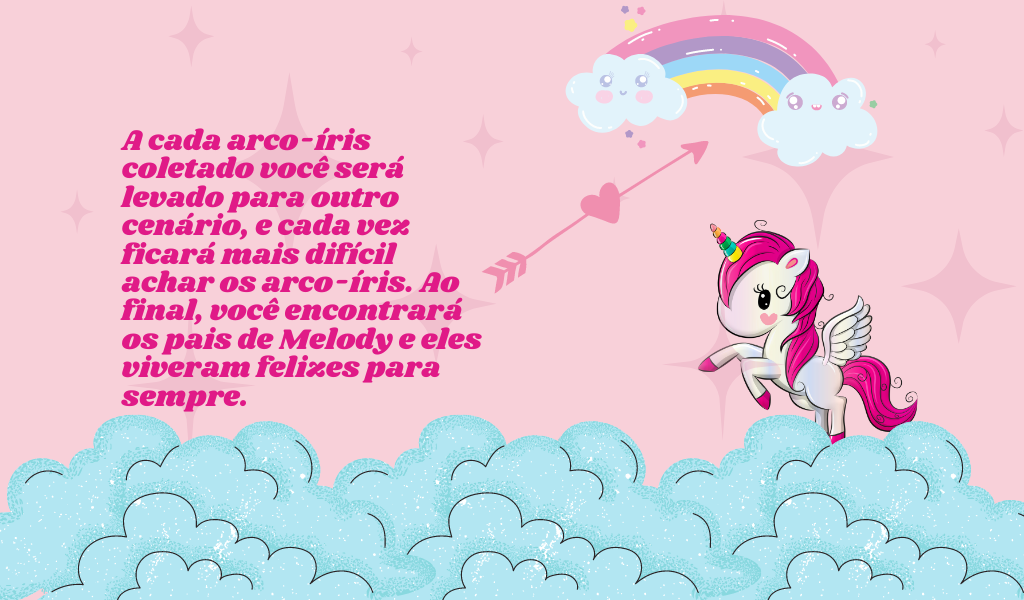 A cada arco-íris
coletado você será
levado para outro
cenário, e cada vez
ficará mais difícil
achar os arco-íris. Ao
final, você encontrará
os pais de Melody e eles
viveram felizes para
sempre.